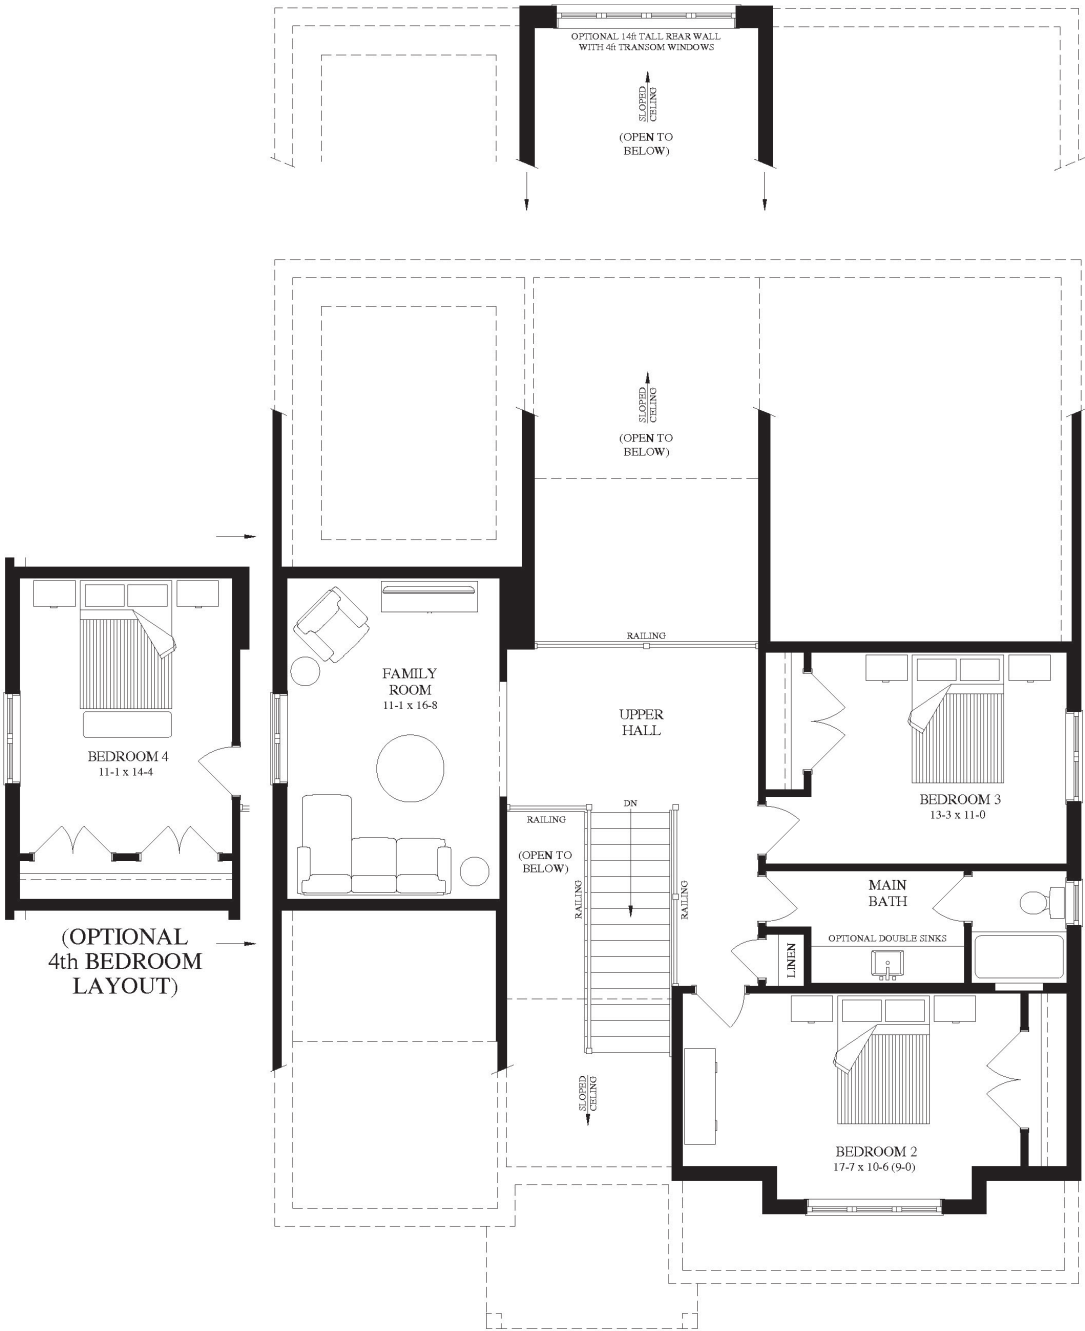 OPTIONAL 14ft TALL REAR WALL
WITH 4ft TRANSOM WINDOWS
SLOPED
CELING
(OPEN TO
BELOW)
SLOPED
CELING
(OPEN TO
BELOW)
RAILING
FAMILY
ROOM
11-1 x 16-8
UPPER
HALL
BEDROOM 4
11-1 x 14-4
BEDROOM 3
13-3 x 11-0
DN
RAILING
(OPEN TO
BELOW)
RAILING
RAILING
MAIN
BATH
OPTIONAL DOUBLE SINKS
LINEN
(OPTIONAL
4th BEDROOM
LAYOUT)
SLOPED
CELING
BEDROOM 2
17-7 x 10-6 (9-0)